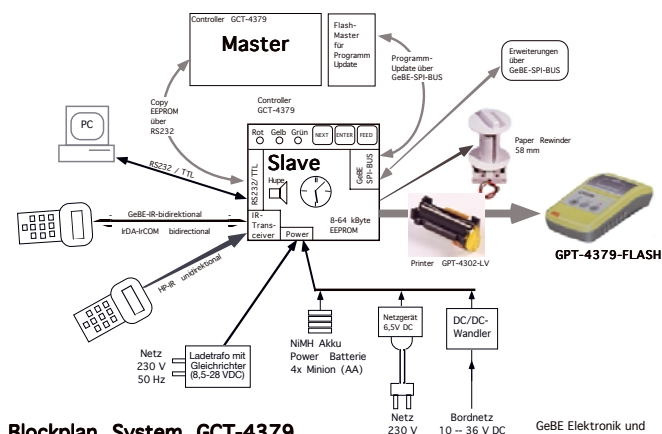 Controller GCT-4379
Master
Flash-
Master
für
Programm
Update
Programm-
Update über
GeBE-SPI-BUS
Erweiterungen
über
GeBE-SPI-BUS
Copy
EEPROM
über
RS232
Controller
GCT-4379
PC
RS232 / TTL
Rot Gelb Grün NEXT ENTER FEED
Slave
RS232/ TTL
Hupe
GeBE
SPI-BUS
IR-
Trans-
ceiver
Power
8-64 kByte
EEPROM
Paper Rewinder
58 mm
GeBE-IR-bidirektional
IrDA-IrCOM bidirectional
HP-IR unidirektional
Printer GPT-4302-LV
GPT-4379-FLASH
Netz
230 V
50 Hz
Ladetrafo mit
Gleichrichter
(8,5-28 VDC)
NiMH Akku
Power Batterie
4x Minion (AA)
Netzgerät
6,5V DC
DC/DC-
Wandler
Netz
230 V
Bordnetz
10 -- 36 V DC
Blockplan System GCT-4379
GeBE Elektronik und